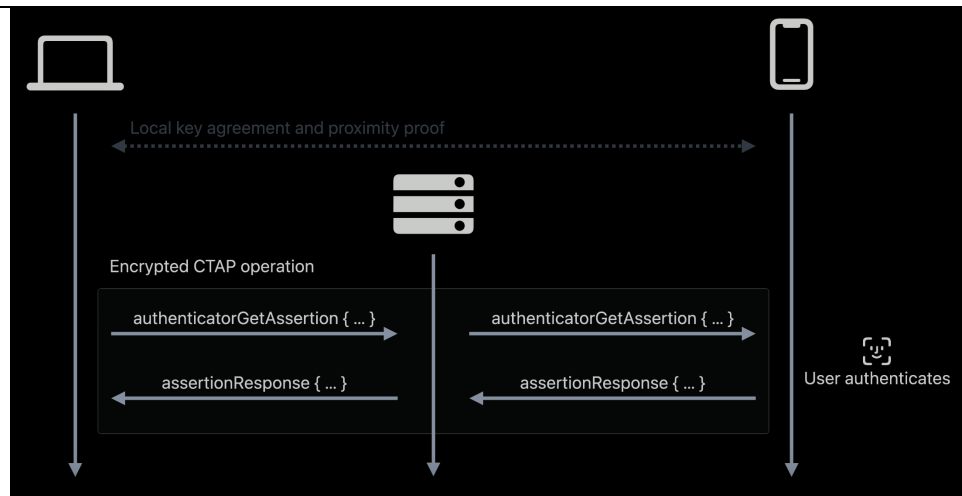 Local key agreement and proximity proof
Encrypted CTAP operation
authenticatorGetAssertion { ... }
authenticatorGetAssertion { ... }
assertionResponse { ... }
assertionResponse { ... }
User authenticates